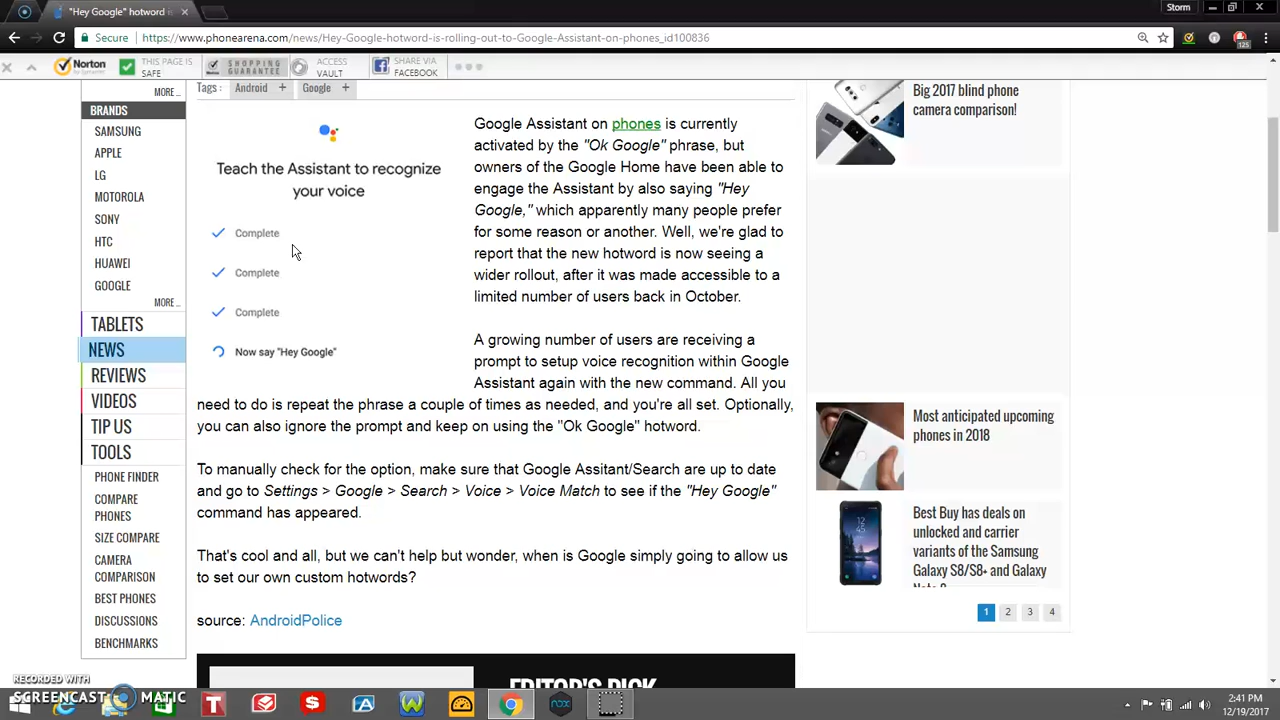 "Hey Google" hotword is
Storm
Secure
https://www.phonearena.com/news/Hey-Google-hotword-is-rolling-out-to-Google-Assistant-on-phones_id100836
125
Norton
by Symantec
THIS PAGE IS
SAFE
SHOPPING
GUARANTEE
ACCESS
VAULT
SHARE VIA
FACEBOOK
MORE ...
BRANDS
SAMSUNG
APPLE
LG
MOTOROLA
SONY
HTC
HUAWEI
GOOGLE
MORE ...
TABLETS
NEWS
REVIEWS
VIDEOS
TIP US
TOOLS
PHONE FINDER
COMPARE
PHONES
SIZE COMPARE
CAMERA
COMPARISON
BEST PHONES
DISCUSSIONS
BENCHMARKS
Tags : Android + Google +
Teach the Assistant to recognize
your voice
Complete
Complete
Complete
Now say "Hey Google"
Google Assistant on phones is currently
activated by the "Ok Google" phrase, but
owners of the Google Home have been able to
engage the Assistant by also saying "Hey
Google," which apparently many people prefer
for some reason or another. Well, we're glad to
report that the new hotword is now seeing a
wider rollout, after it was made accessible to a
limited number of users back in October.
A growing number of users are receiving a
prompt to setup voice recognition within Google
Assistant again with the new command. All you
need to do is repeat the phrase a couple of times as needed, and you're all set. Optionally,
you can also ignore the prompt and keep on using the "Ok Google" hotword.
To manually check for the option, make sure that Google Assitant/Search are up to date
and go to Settings > Google > Search > Voice > Voice Match to see if the "Hey Google"
command has appeared.
That's cool and all, but we can't help but wonder, when is Google simply going to allow us
to set our own custom hotwords?
source: AndroidPolice
EDITOR'S PICK
Big 2017 blind phone
camera comparison!
Most anticipated upcoming
phones in 2018
Best Buy has deals on
unlocked and carrier
variants of the Samsung
Galaxy S8/S8+ and Galaxy
Note 8
1 2 3 4
RECORDED WITH
SCREENCAST MATIC
nox
2:41 PM
12/19/2017